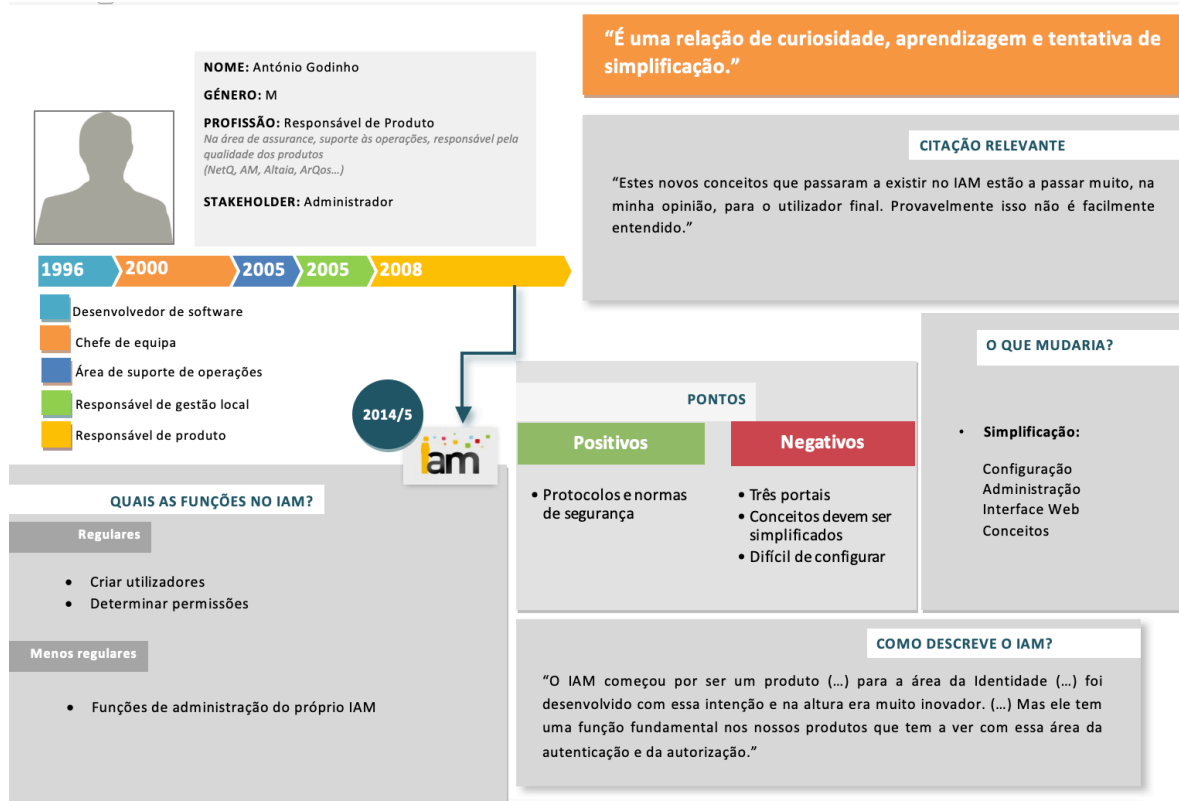 NOME: António Godinho
GÉNERO: M
PROFISSÃO: Responsável de Produto
Na área de assurance, suporte às operações, responsável pela
qualidade dos produtos
(NetQ, AM, Altaia, ArQos...)
STAKEHOLDER: Administrador
“É uma relação de curiosidade, aprendizagem e tentativa de
simplificação.”
CITAÇÃO RELEVANTE
“Estes novos conceitos que passaram a existir no IAM estão a passar muito, na
minha opinião, para o utilizador final. Provavelmente isso não é facilmente
entendido.”
1996 2000 2005 2005 2008
Desenvolvedor de software
Chefe de equipa
Área de suporte de operações
Responsável de gestão local
Responsável de produto
2014/5
iam
PONTOS
Positivos
• Protocolos e normas
de segurança
Negativos
• Três portais
• Conceitos devem ser
simplificados
• Difícil de configurar
O QUE MUDARIA?
• Simplificação:
Configuração
Administração
Interface Web
Conceitos
QUAIS AS FUNÇÕES NO IAM?
Regulares
• Criar utilizadores
• Determinar permissões
Menos regulares
• Funções de administração do próprio IAM
COMO DESCREVE O IAM?
“O IAM começou por ser um produto (…) para a área da Identidade (…) foi
desenvolvido com essa intenção e na altura era muito inovador. (…) Mas ele tem
uma função fundamental nos nossos produtos que tem a ver com essa área da
autenticação e da autorização.”